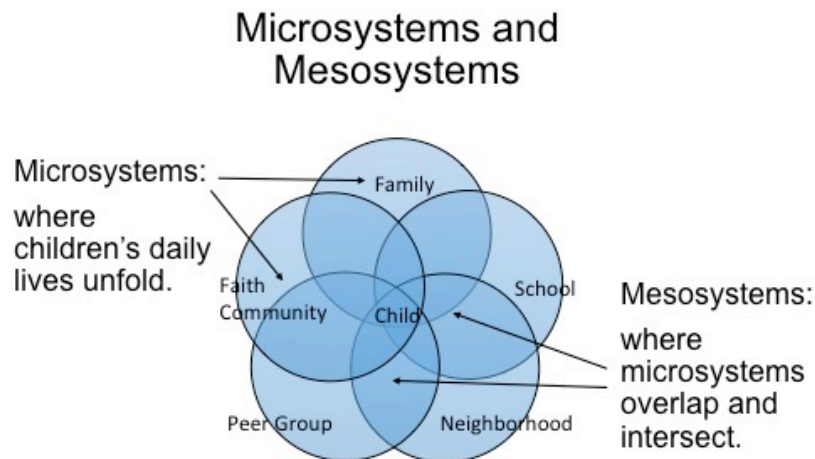 Microsystems and
Mesosystems
Microsystems:
where
children’s daily
lives unfold.
Family
Faith
Community
School
Child
Peer Group
Neighborhood
Mesosystems:
where
microsystems
overlap and
intersect.